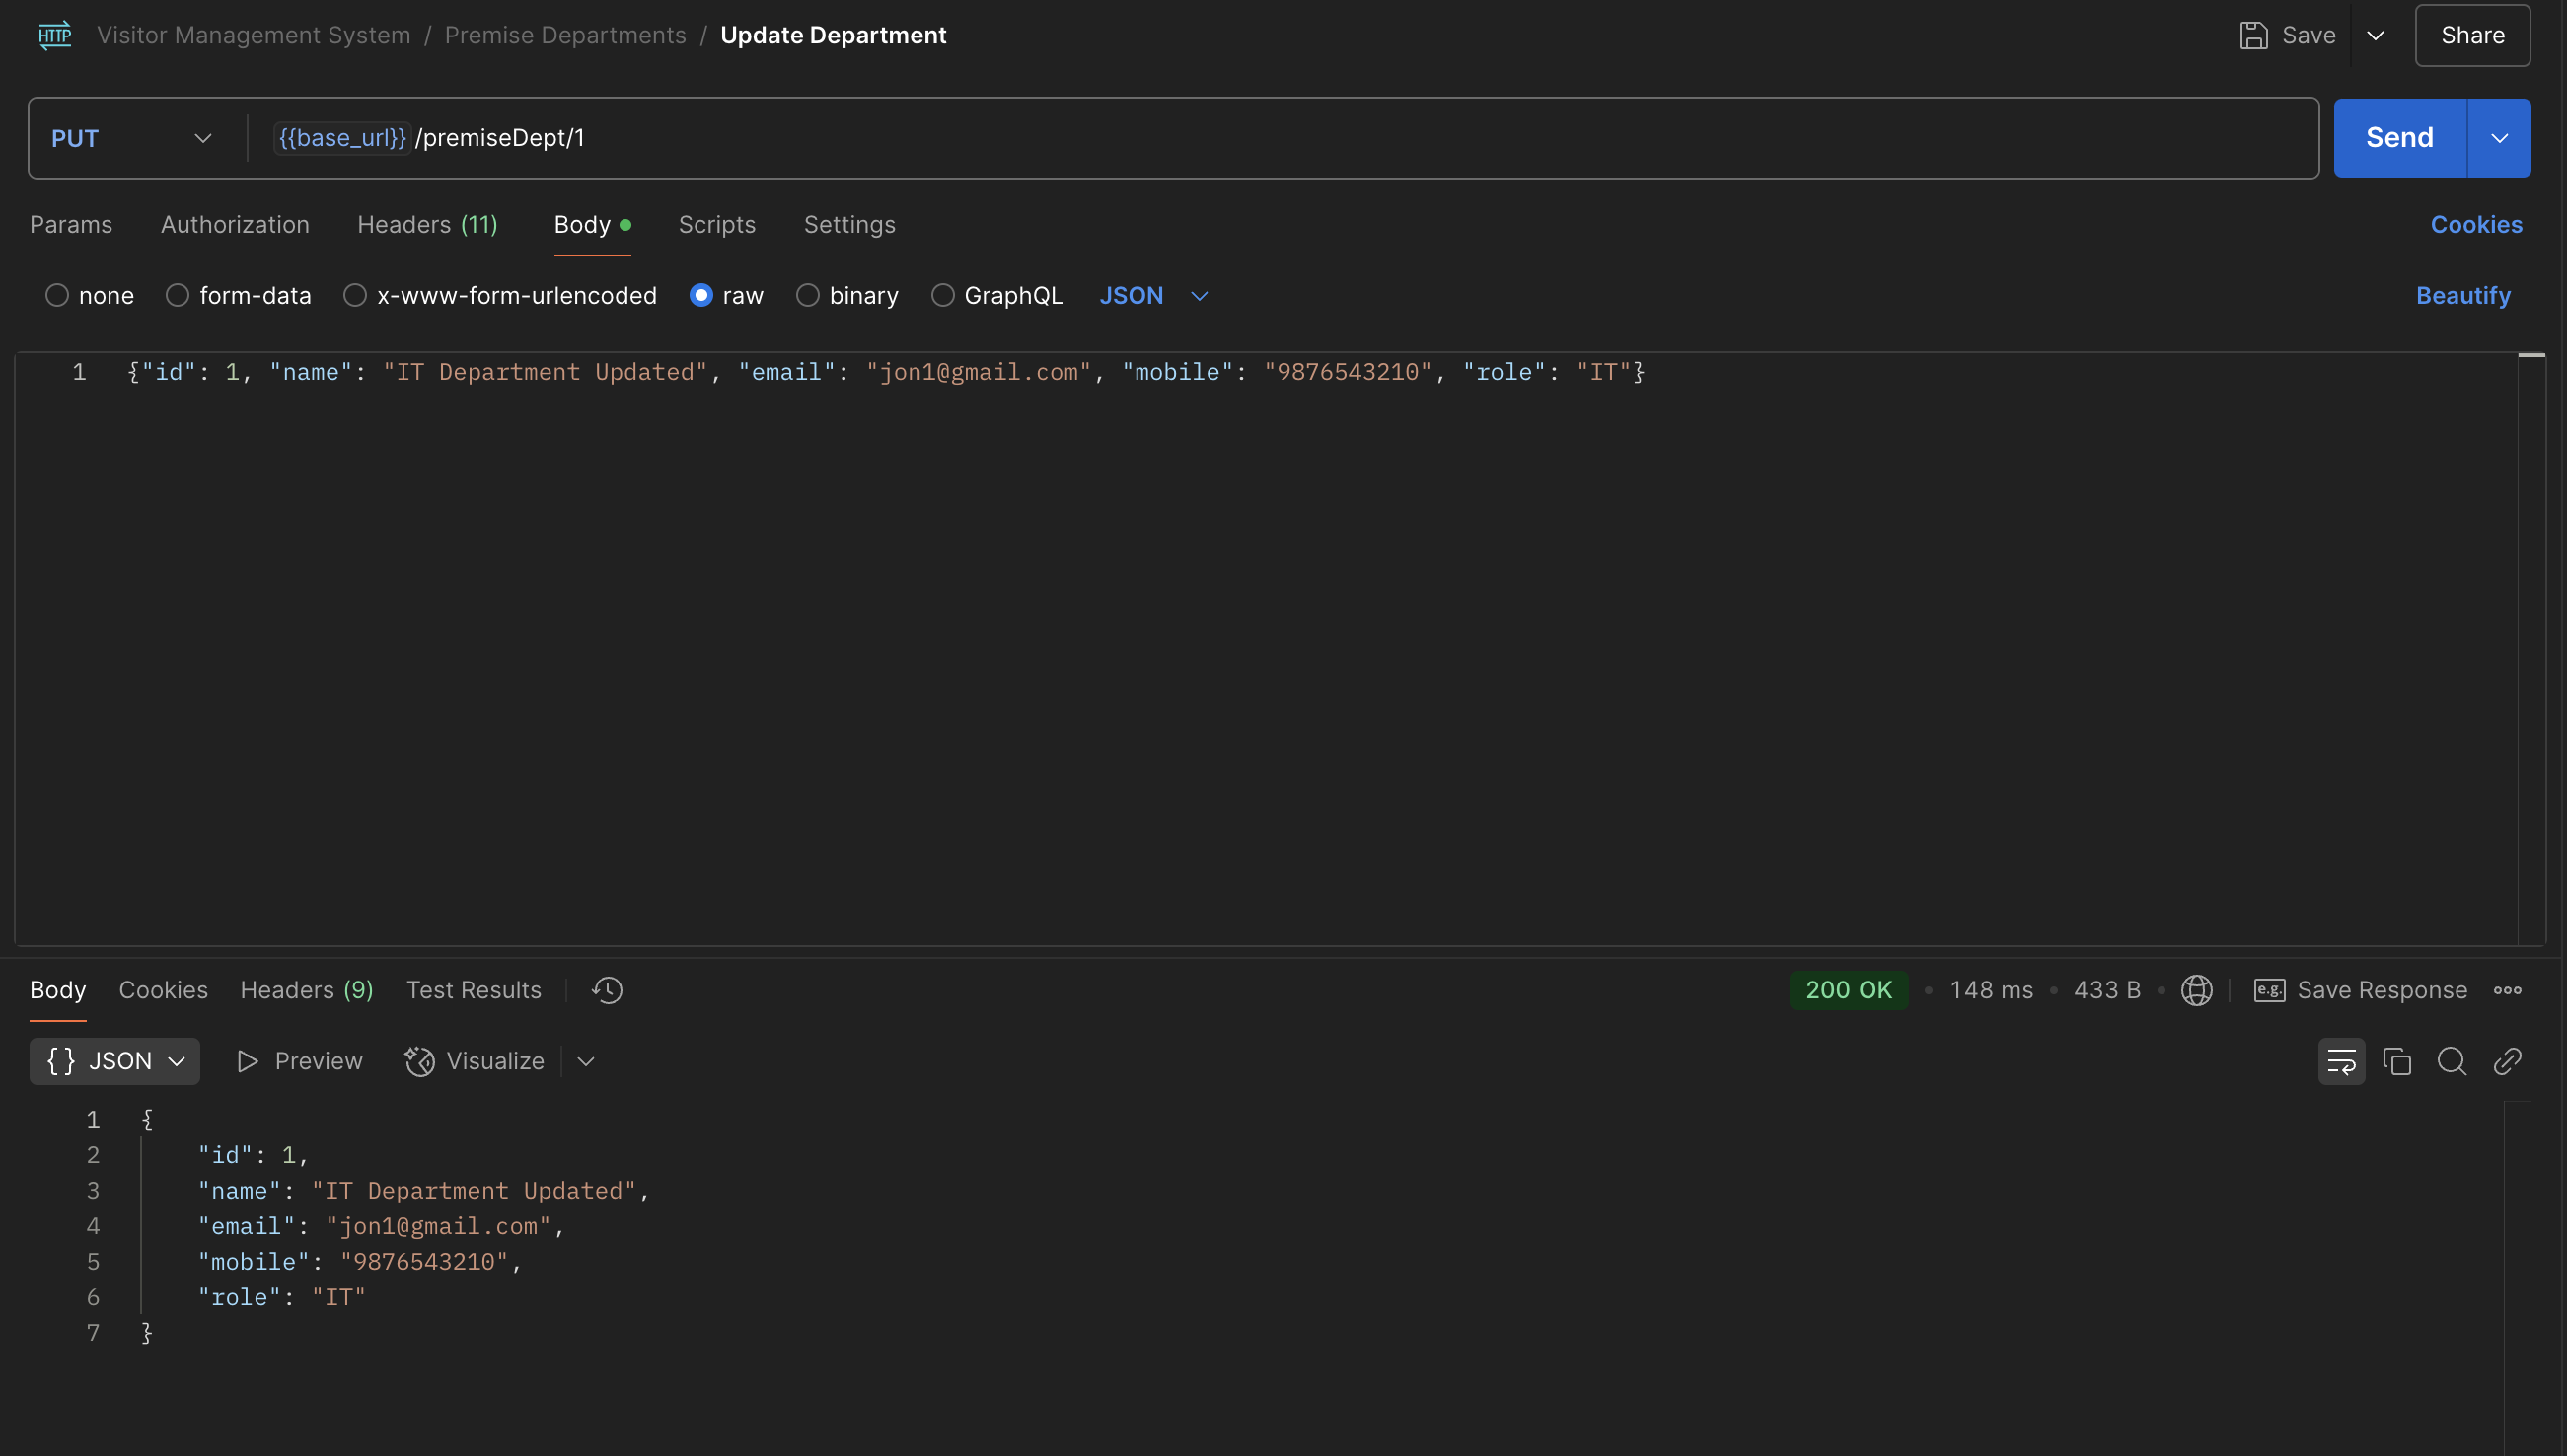 HTTP Visitor Management System / Premise Departments / Update Department Save Share
PUT {{base_url}}/premiseDept/1 Send
Params Authorization Headers (11) Body Scripts Settings Cookies
none form-data x-www-form-urlencoded raw binary GraphQL JSON Beautify
1 {"id": 1, "name": "IT Department Updated", "email": "jon1@gmail.com", "mobile": "9876543210", "role": "IT"}
Body Cookies Headers (9) Test Results 200 OK • 148 ms • 433 B • e.g. Save Response
{ } JSON Preview Visualize
1 {
2 "id": 1,
3 "name": "IT Department Updated",
4 "email": "jon1@gmail.com",
5 "mobile": "9876543210",
6 "role": "IT"
7 }